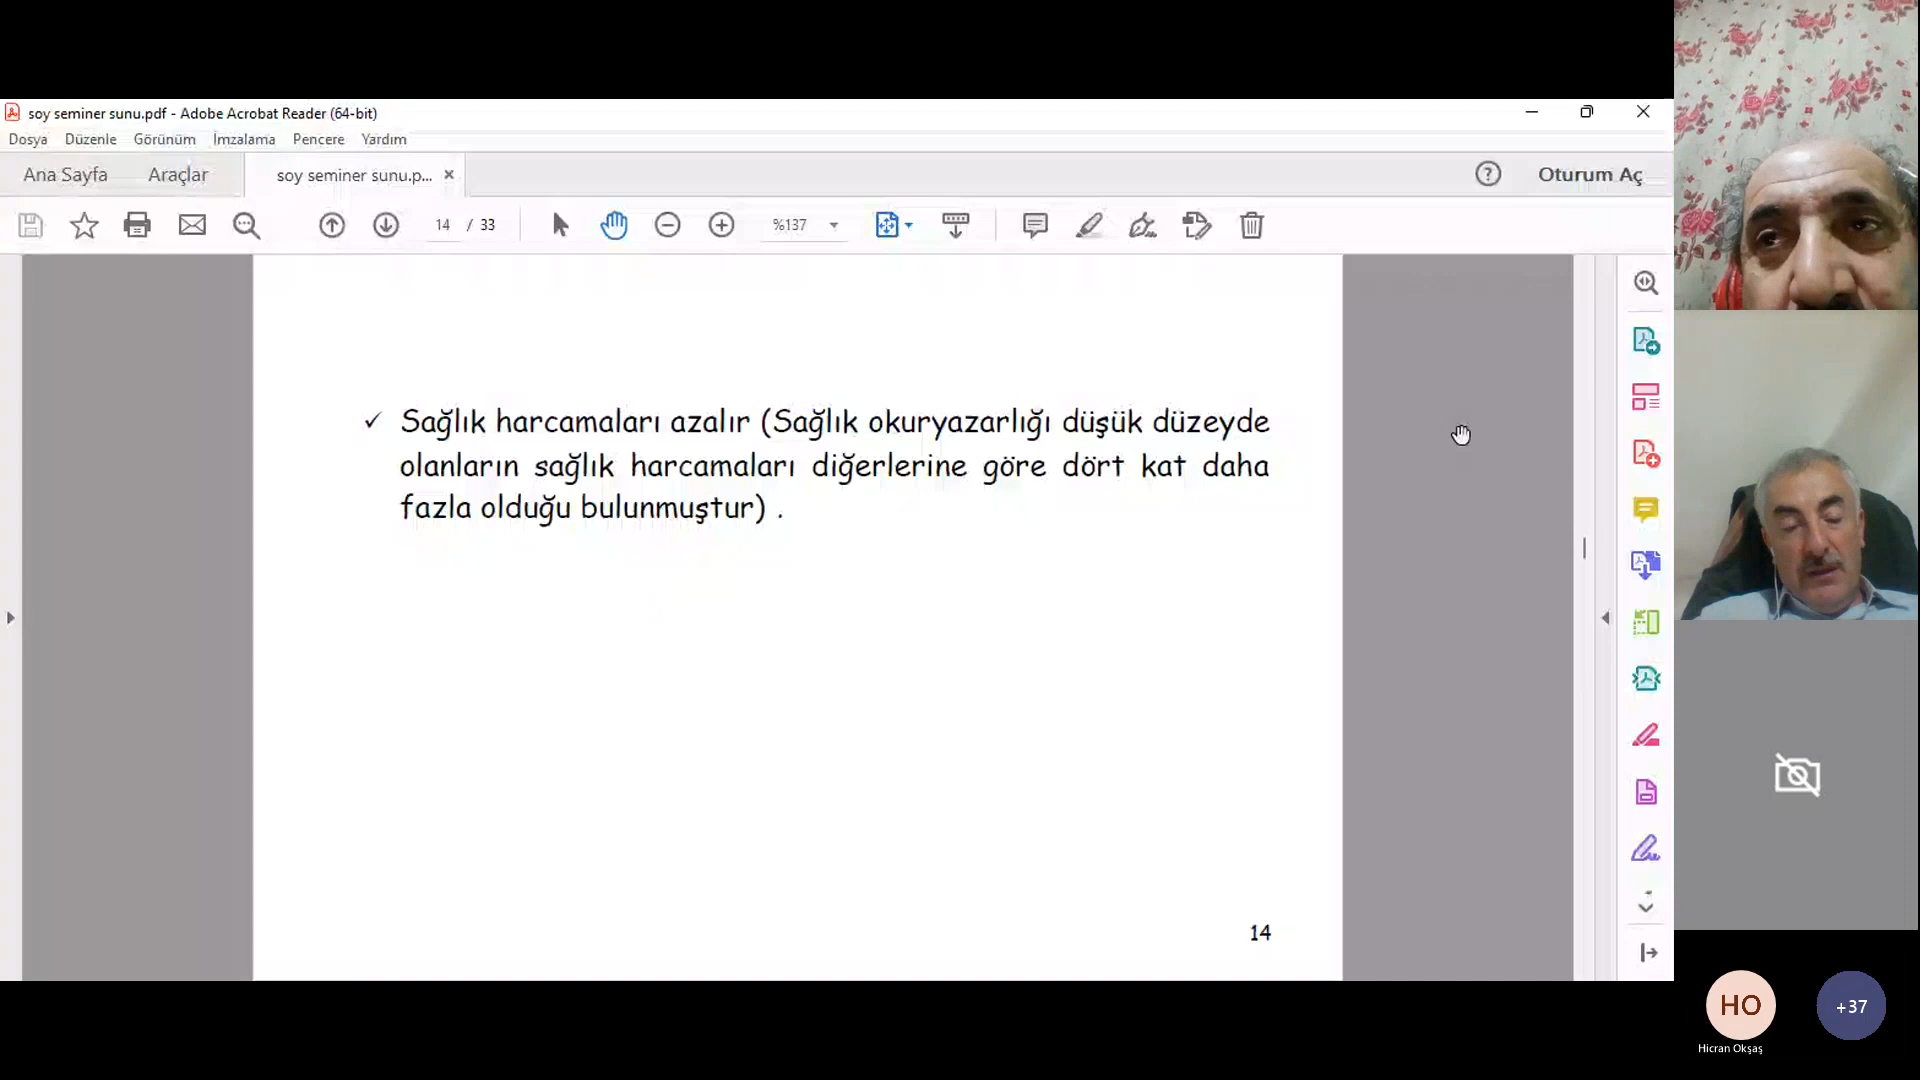 soy seminer sunu.pdf - Adobe Acrobat Reader (64-bit)
Dosya Düzenle Görünüm İmzalama Pencere Yardım
Ana Sayfa Araçlar soy seminer sunu.p... Oturum Aç
14 / 33 %137
✓ Sağlık harcamaları azalır (Sağlık okuryazarlığı düşük düzeyde
olanların sağlık harcamaları diğerlerine göre dört kat daha
fazla olduğu bulunmuştur) .
14
HO
+37
Hicran Okşaş